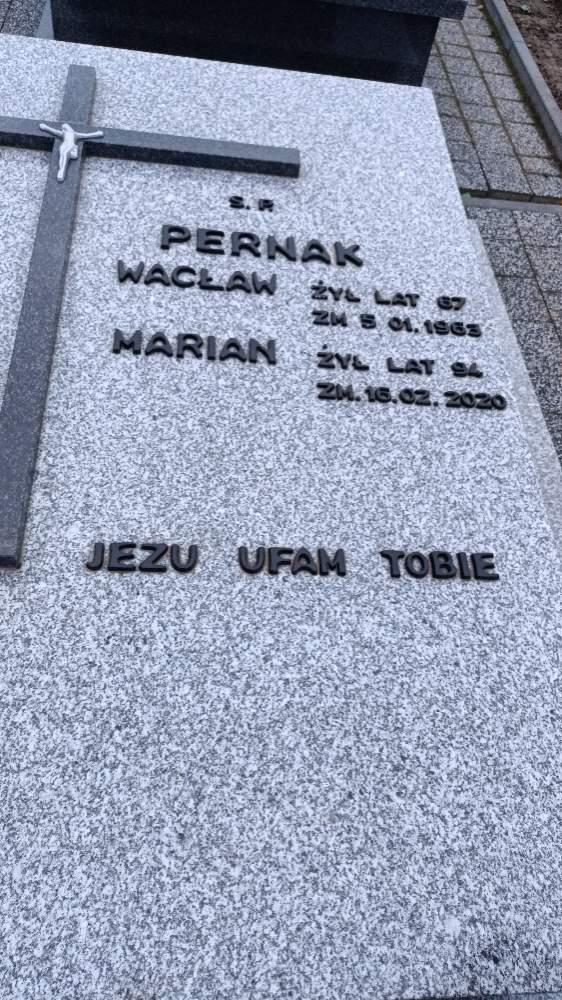 Ś. P.
PERNAK
WACŁAW ŻYŁ LAT 67
ZM 5 01.1963
MARIAN ŻYŁ LAT 94
ZM.16.02.2020
JEZU UFAM TOBIE